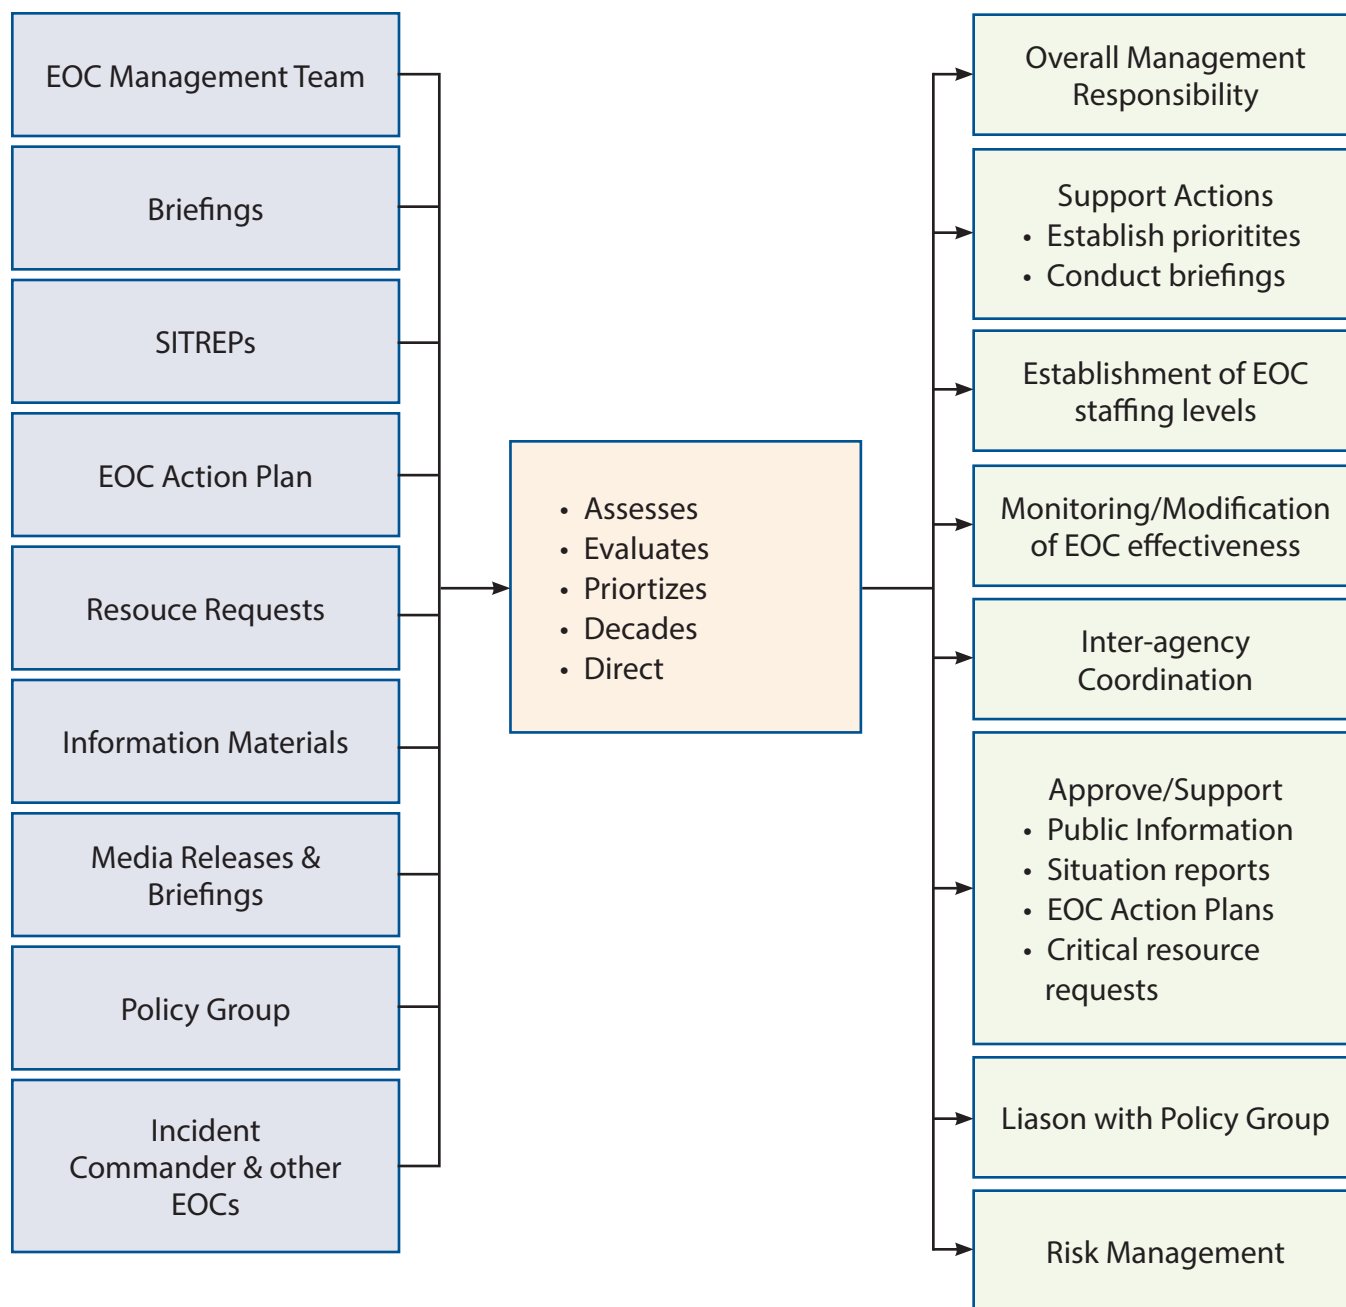 EOC Management Team
Briefings
SITREPs
EOC Action Plan
Resouce Requests
Information Materials
Media Releases &
Briefings
Policy Group
Incident
Commander & other
EOCs
• Assesses
• Evaluates
• Priortizes
• Decades
• Direct
Overall Management
Responsibility
Support Actions
• Establish prioritites
• Conduct briefings
Establishment of EOC
staffing levels
Monitoring/Modification
of EOC effectiveness
Inter-agency
Coordination
Approve/Support
• Public Information
• Situation reports
• EOC Action Plans
• Critical resource
requests
Liason with Policy Group
Risk Management